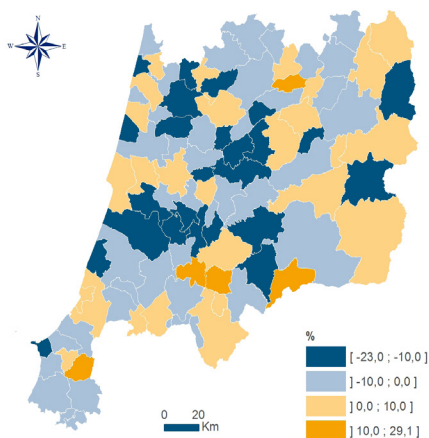 N
W E
S
%
[ -23,0 ; -10,0 ]
] -10,0 ; 0,0 ]
] 0,0 ; 10,0 ]
] 10,0 ; 29,1 ]
0 20
Km